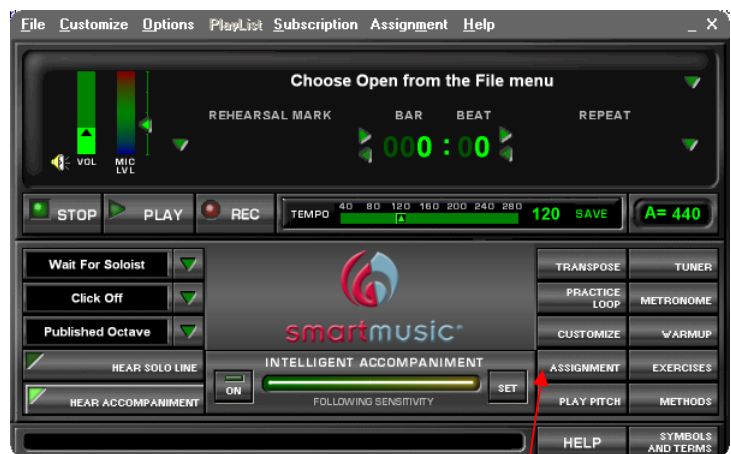 File Customize Options PlayList Subscription Assignment Help _ X
Choose Open from the File menu
REHEARSAL MARK BAR BEAT REPEAT
000 : 00
VOL MIC LVL
STOP PLAY REC TEMPO 40 80 120 160 200 240 280 120 SAVE A= 440
Wait For Soloist
Click Off
Published Octave
HEAR SOLO LINE
HEAR ACCOMPANIMENT
smartmusic
INTELLIGENT ACCOMPANIMENT
ON SET
FOLLOWING SENSITIVITY
TRANSPOSE TUNER
PRACTICE LOOP METRONOME
CUSTOMIZE WARMUP
ASSIGNMENT EXERCISES
PLAY PITCH METHODS
HELP SYMBOLS AND TERMS